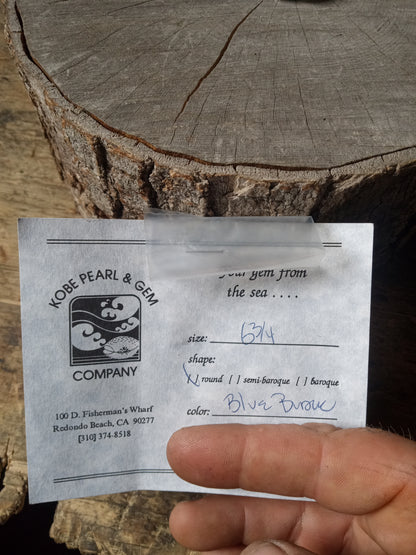 KOBE PEARL & GEM
COMPANY
100 D. Fisherman's Wharf
Redondo Beach, CA 90277
[310] 374-8518
your gem from
the sea . . . .
size: 6 3/4
shape:
[\] round [ ] semi-baroque [ ] baroque
color: Blue